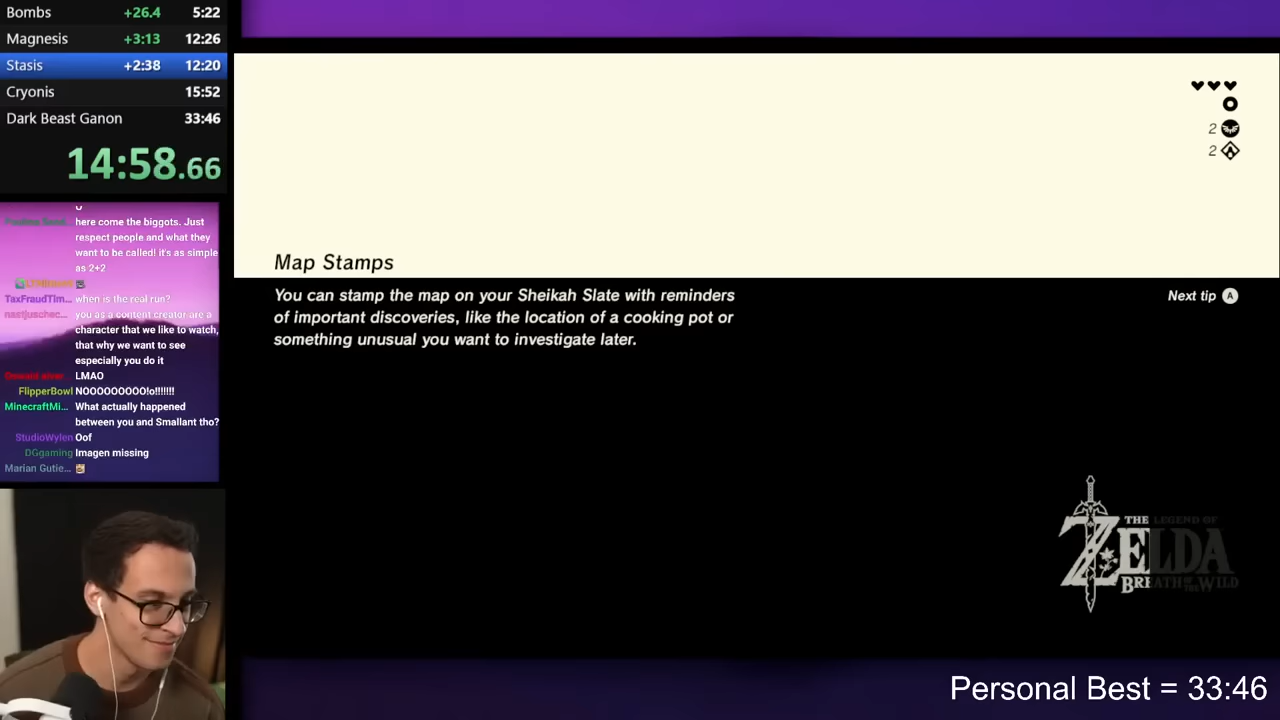 Bombs +26.4 5:22
Magnesis +3:13 12:26
Stasis +2:38 12:20
Cryonis 15:52
Dark Beast Ganon 33:46
14:58.66
here come the biggots. Just
respect people and what they
want to be called! it's as simple
as 2+2
TaxFraudTim... when is the real run?
nastjuschec... you as a content creator are a
character that we like to watch,
that why we want to see
especially you do it
LMAO
FlipperBowl NOOOOOOOOO!o!!!!!!!
MinecraftMi... What actually happened
between you and Smallant tho?
StudioWylen Oof
DGgaming Imagen missing
Marian Gutie...
2
2
Map Stamps
You can stamp the map on your Sheikah Slate with reminders
of important discoveries, like the location of a cooking pot or
something unusual you want to investigate later.
Next tip A
THE LEGEND OF
ZELDA
BREATH OF THE WILD
Personal Best = 33:46